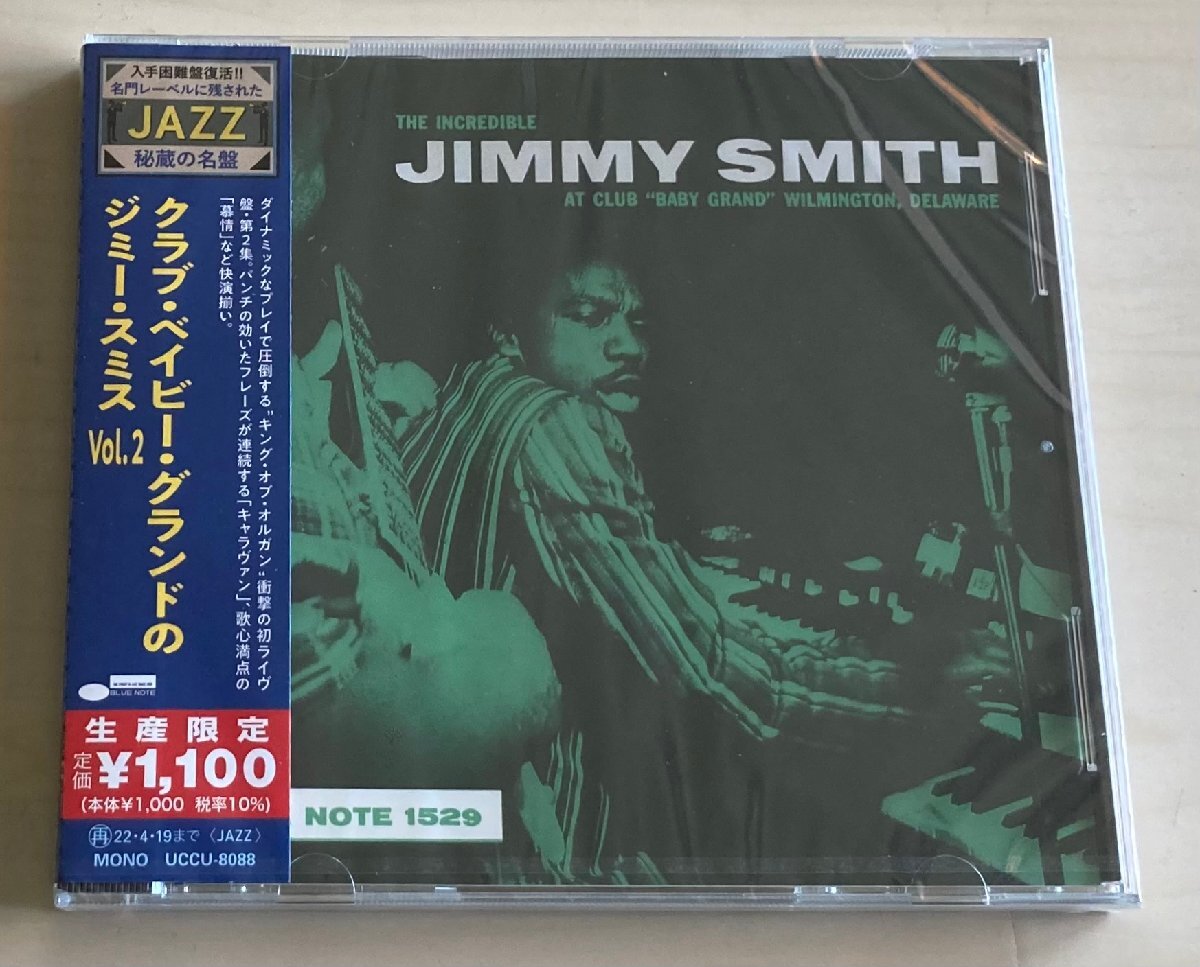 入手困難盤復活!!
名門レーベルに残された
JAZZ
秘蔵の名盤
クラブ・ベイビー・グランドの
ジミー・スミス Vol.2
ダイナミックなプレイで圧倒する、"キング・オブ・オルガン"衝撃の初ライヴ
盤・第2集。パンチの効いたフレーズが連続する「キャラヴァン」、歌心満点の
「慕情」など快演揃い。
BLUE NOTE
生産限定
定価 ¥1,100
(本体¥1,000 税率10%)
再 22・4・19まで〈JAZZ〉
MONO UCCU-8088
THE INCREDIBLE
JIMMY SMITH
AT CLUB "BABY GRAND" WILMINGTON, DELAWARE
NOTE 1529